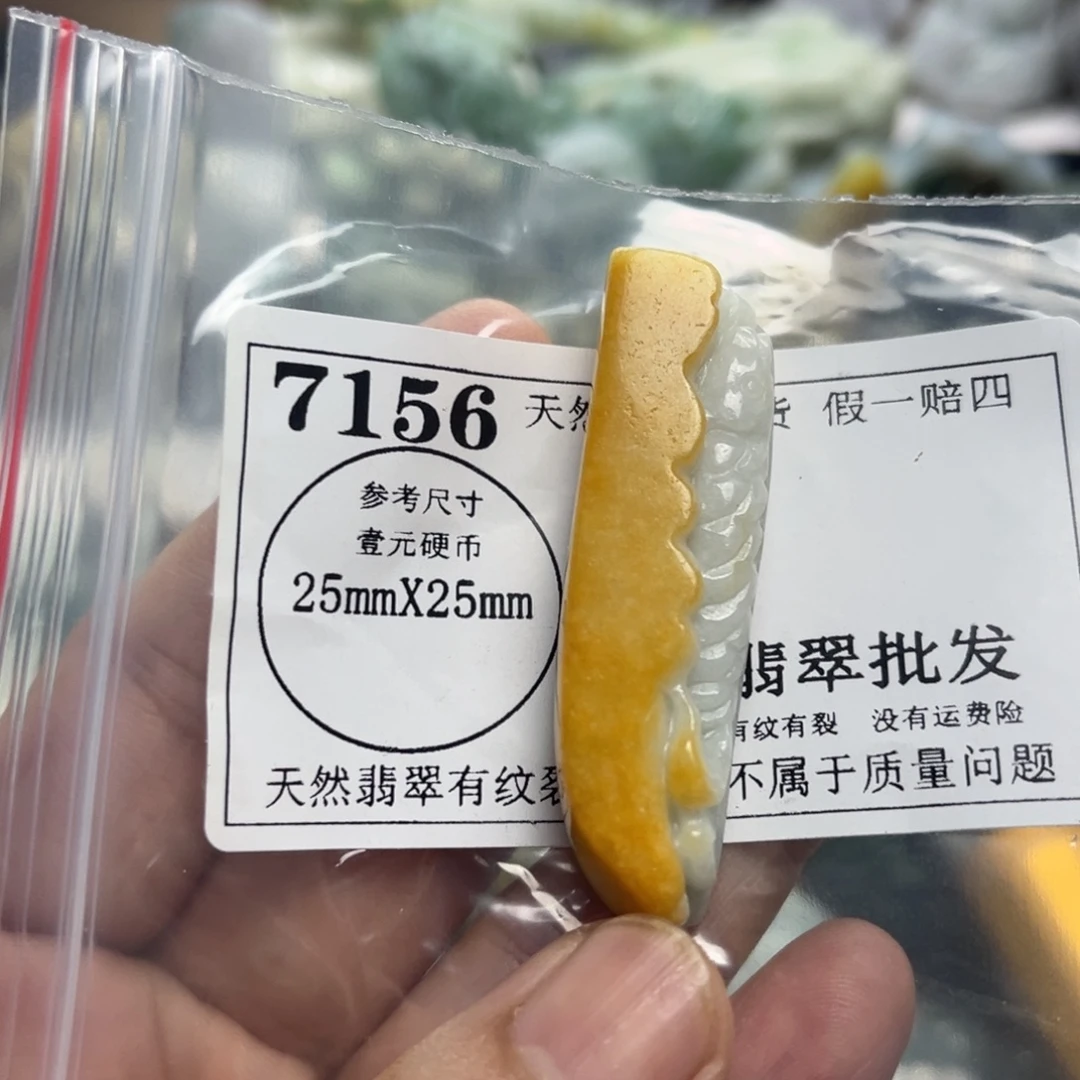 7156 天然 货 假一赔四
参考尺寸
壹元硬币
25mmX25mm
翡翠批发
有纹有裂 没有运费险
天然翡翠有纹裂 不属于质量问题